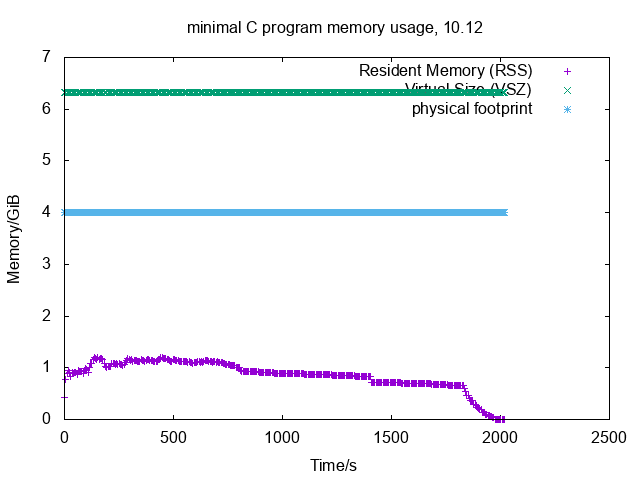 minimal C program memory usage, 10.12
7
6
5
4
3
2
1
0
Memory/GiB
Resident Memory (RSS)
Virtual Size (VSZ)
physical footprint
0 500 1000 1500 2000 2500
Time/s